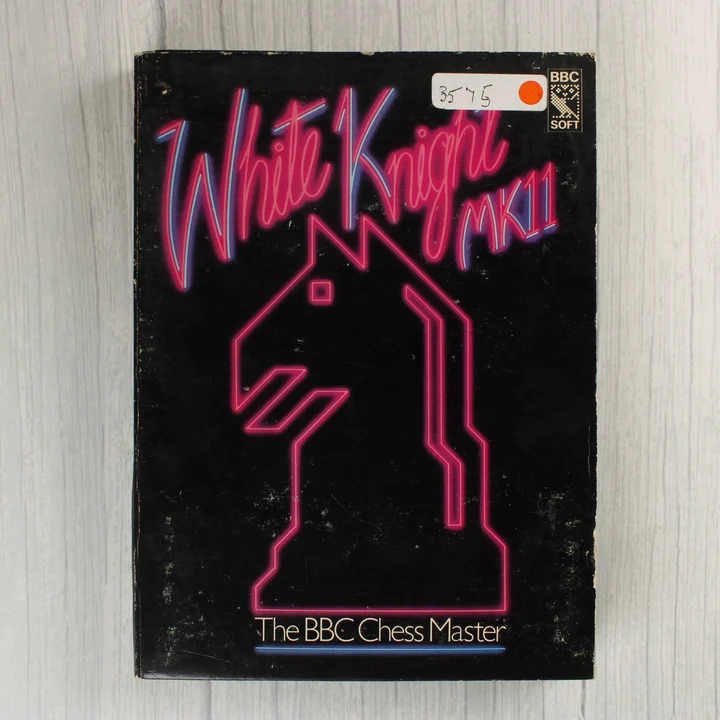 3575
BBC
SOFT
White Knight
MK11
The BBC Chess Master